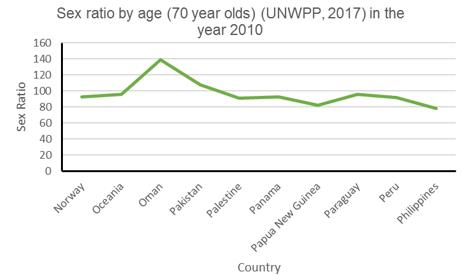 Sex ratio by age (70 year olds) (UNWPP, 2017) in the
year 2010
160
140
120
100
80
60
40
20
0
Sex Ratio
Norway
Oceania
Oman
Pakistan
Palestine
Panama
Papua New Guinea
Paraguay
Peru
Philippines
Country